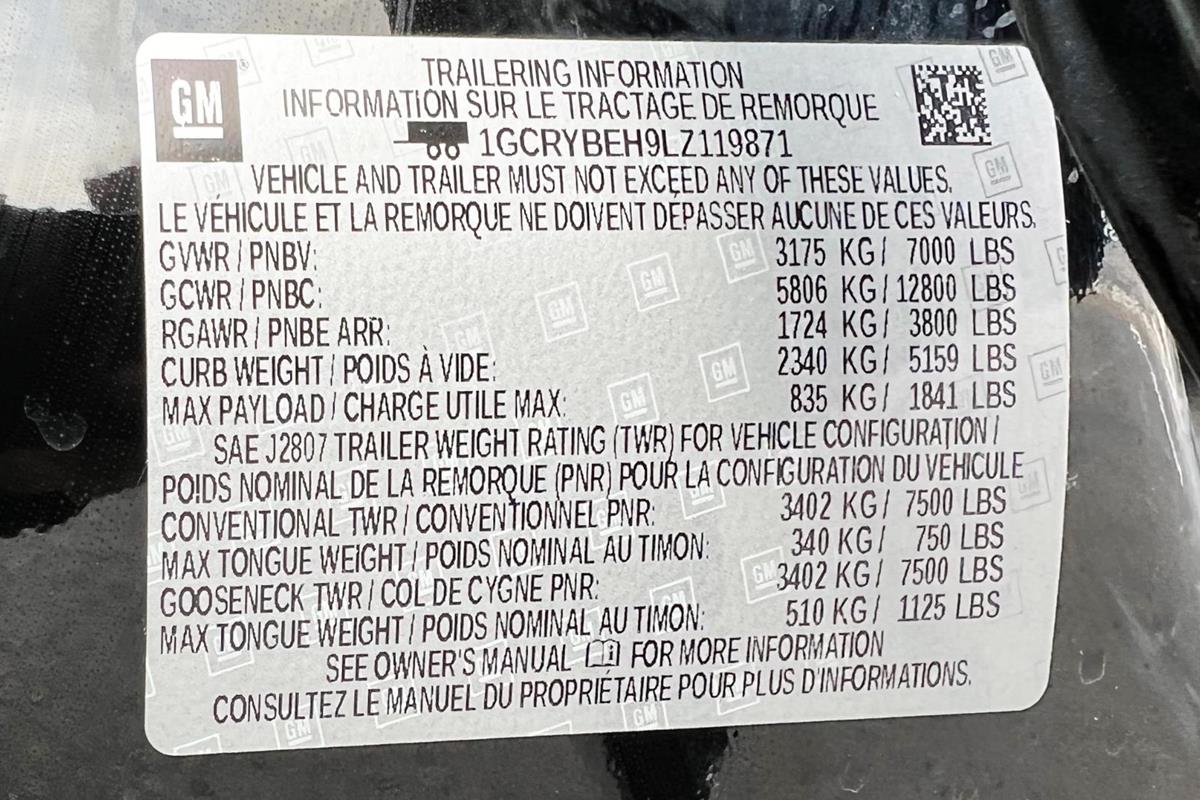 GM
TRAILERING INFORMATION
INFORMATION SUR LE TRACTAGE DE REMORQUE
1GCRYBEH9LZ119871
VEHICLE AND TRAILER MUST NOT EXCEED ANY OF THESE VALUES.
LE VÉHICULE ET LA REMORQUE NE DOIVENT DÉPASSER AUCUNE DE CES VALEURS.
GVWR / PNBV: 3175 KG / 7000 LBS
GCWR / PNBC: 5806 KG / 12800 LBS
RGAWR / PNBE ARR: 1724 KG / 3800 LBS
CURB WEIGHT / POIDS À VIDE: 2340 KG / 5159 LBS
MAX PAYLOAD / CHARGE UTILE MAX: 835 KG / 1841 LBS
SAE J2807 TRAILER WEIGHT RATING (TWR) FOR VEHICLE CONFIGURATION /
POIDS NOMINAL DE LA REMORQUE (PNR) POUR LA CONFIGURATION DU VEHICULE
CONVENTIONAL TWR / CONVENTIONNEL PNR: 3402 KG / 7500 LBS
MAX TONGUE WEIGHT / POIDS NOMINAL AU TIMON: 340 KG / 750 LBS
GOOSENECK TWR / COL DE CYGNE PNR: 3402 KG / 7500 LBS
MAX TONGUE WEIGHT / POIDS NOMINAL AU TIMON: 510 KG / 1125 LBS
SEE OWNER'S MANUAL FOR MORE INFORMATION
CONSULTEZ LE MANUEL DU PROPRIÉTAIRE POUR PLUS D'INFORMATIONS.